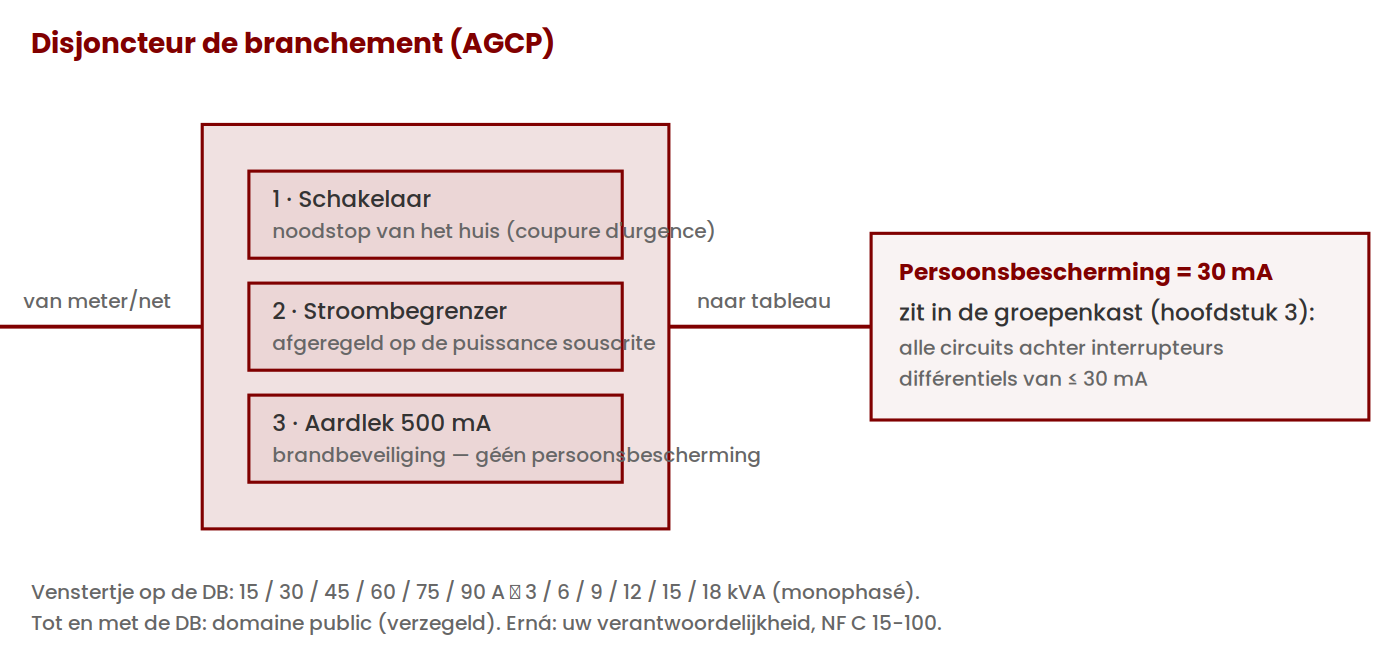 Disjoncteur de branchement (AGCP)
1 · Schakelaar
noodstop van het huis (coupure d'urgence)
2 · Stroombegrenzer
afgeregeld op de puissance souscrite
3 · Aardlek 500 mA
brandbeveiliging — géén persoonsbescherming
van meter/net
naar tableau
Persoonsbescherming = 30 mA
zit in de groepenkast (hoofdstuk 3):
alle circuits achter interrupteurs
différentiels van ≤ 30 mA
Venstertje op de DB: 15 / 30 / 45 / 60 / 75 / 90 A 3 / 6 / 9 / 12 / 15 / 18 kVA (monophasé).
Tot en met de DB: domaine public (verzegeld). Erná: uw verantwoordelijkheid, NF C 15-100.